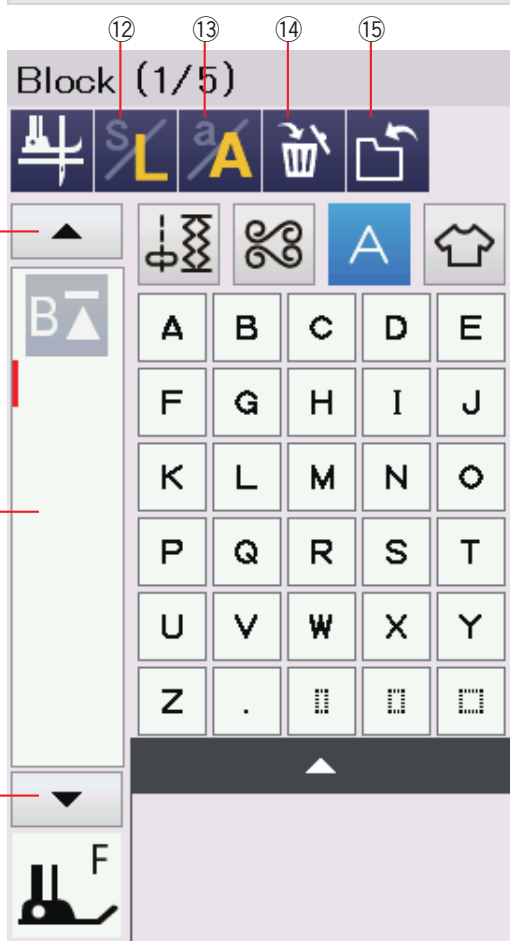 ⑫ ⑬ ⑭ ⑮
Block (1/5)
S/L a/A
A
B
A B C D E
F G H I J
K L M N O
P Q R S T
U V W X Y
Z .
F